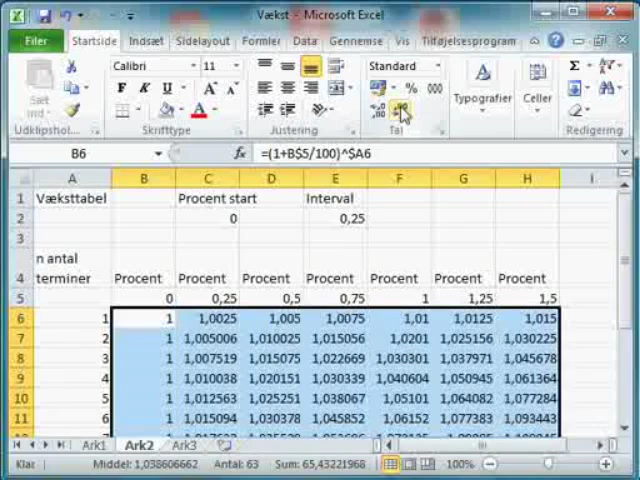 Vækst - Microsoft Excel
Filer Startside Indsæt Sidelayout Formler Data Gennemse Vis Tilføjelsesprogram
Calibri 11 Standard
Sæt ind
% 000
Typografier Celler
Udklipsholder Skrifttype Justering Tal Redigering
B6 fx =(1+B$5/100)^$A6
A B C D E F G H I
1 Væksttabel Procent start Interval
2 0 0,25
3
n antal
4 terminer Procent Procent Procent Procent Procent Procent Procent
5 0 0,25 0,5 0,75 1 1,25 1,5
6 1 1 1,0025 1,005 1,0075 1,01 1,0125 1,015
7 2 1 1,005006 1,010025 1,015056 1,0201 1,025156 1,030225
8 3 1 1,007519 1,015075 1,022669 1,030301 1,037971 1,045678
9 4 1 1,010038 1,020151 1,030339 1,040604 1,050945 1,061364
10 5 1 1,012563 1,025251 1,038067 1,05101 1,064082 1,077284
11 6 1 1,015094 1,030378 1,045852 1,06152 1,077383 1,093443
Ark1 Ark2 Ark3
Klar Middel: 1,038606662 Antal: 63 Sum: 65,43221968 100%